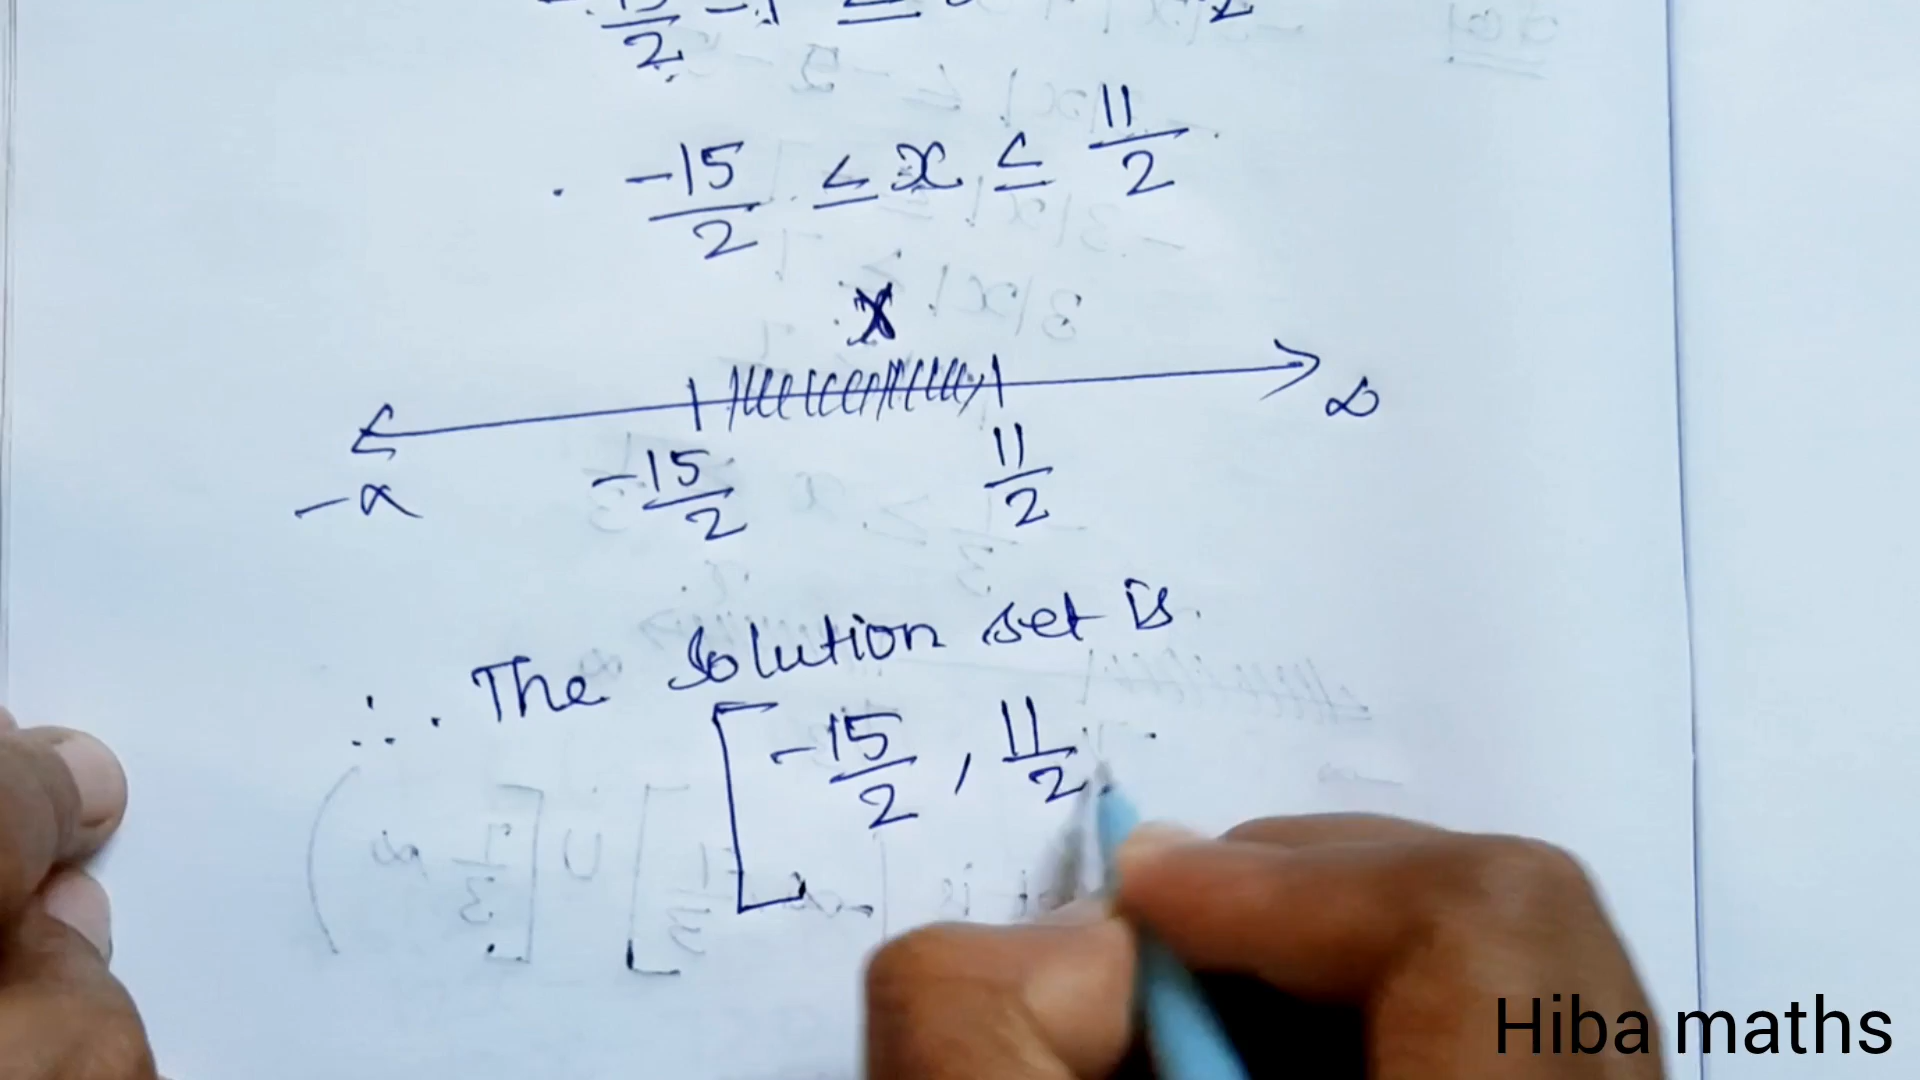 -15/2 ≤ x ≤ 11/2
x
-∞ -15/2 11/2 ∞
∴ The solution set is
[-15/2, 11/2
Hiba maths